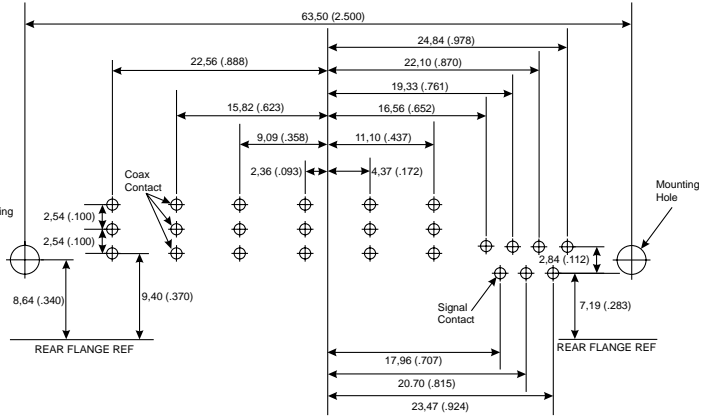 63,50 (2.500)
24,84 (.978)
22,56 (.888)
22,10 (.870)
19,33 (.761)
15,82 (.623)
16,56 (.652)
9,09 (.358)
11,10 (.437)
2,36 (.093)
4,37 (.172)
Coax
Contact
Mounting
Hole
ing
2,54 (.100)
2,54 (.100)
2,84 (.112)
8,64 (.340)
9,40 (.370)
Signal
Contact
7,19 (.283)
REAR FLANGE REF
REAR FLANGE REF
17,96 (.707)
20.70 (.815)
23,47 (.924)